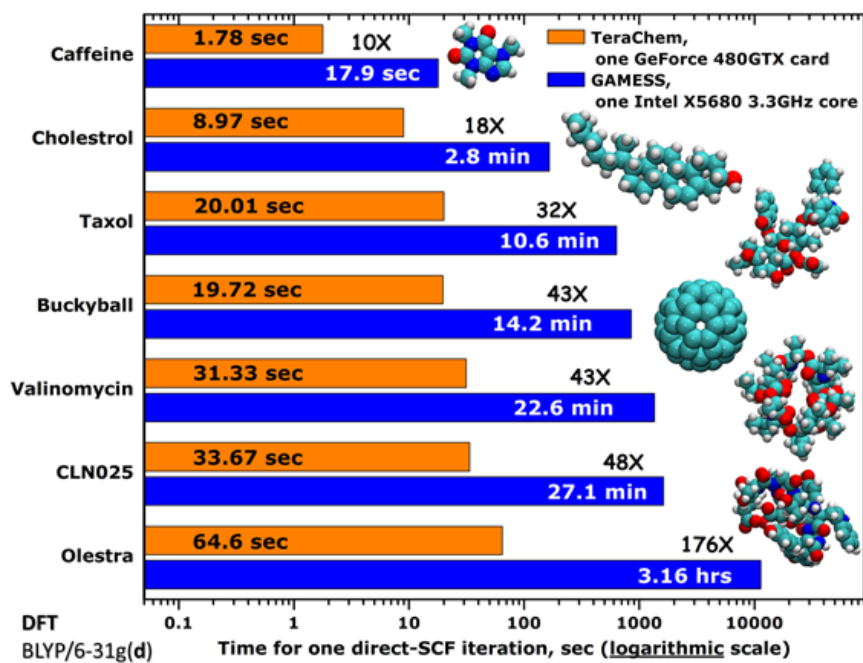 Caffeine
1.78 sec
10X
17.9 sec
TeraChem,
one GeForce 480GTX card
GAMESS,
one Intel X5680 3.3GHz core
Cholestrol
8.97 sec
18X
2.8 min
Taxol
20.01 sec
32X
10.6 min
Buckyball
19.72 sec
43X
14.2 min
Valinomycin
31.33 sec
43X
22.6 min
CLN025
33.67 sec
48X
27.1 min
Olestra
64.6 sec
176X
3.16 hrs
0.1 1 10 100 1000 10000
DFT
BLYP/6-31g(d)
Time for one direct-SCF iteration, sec (logarithmic scale)